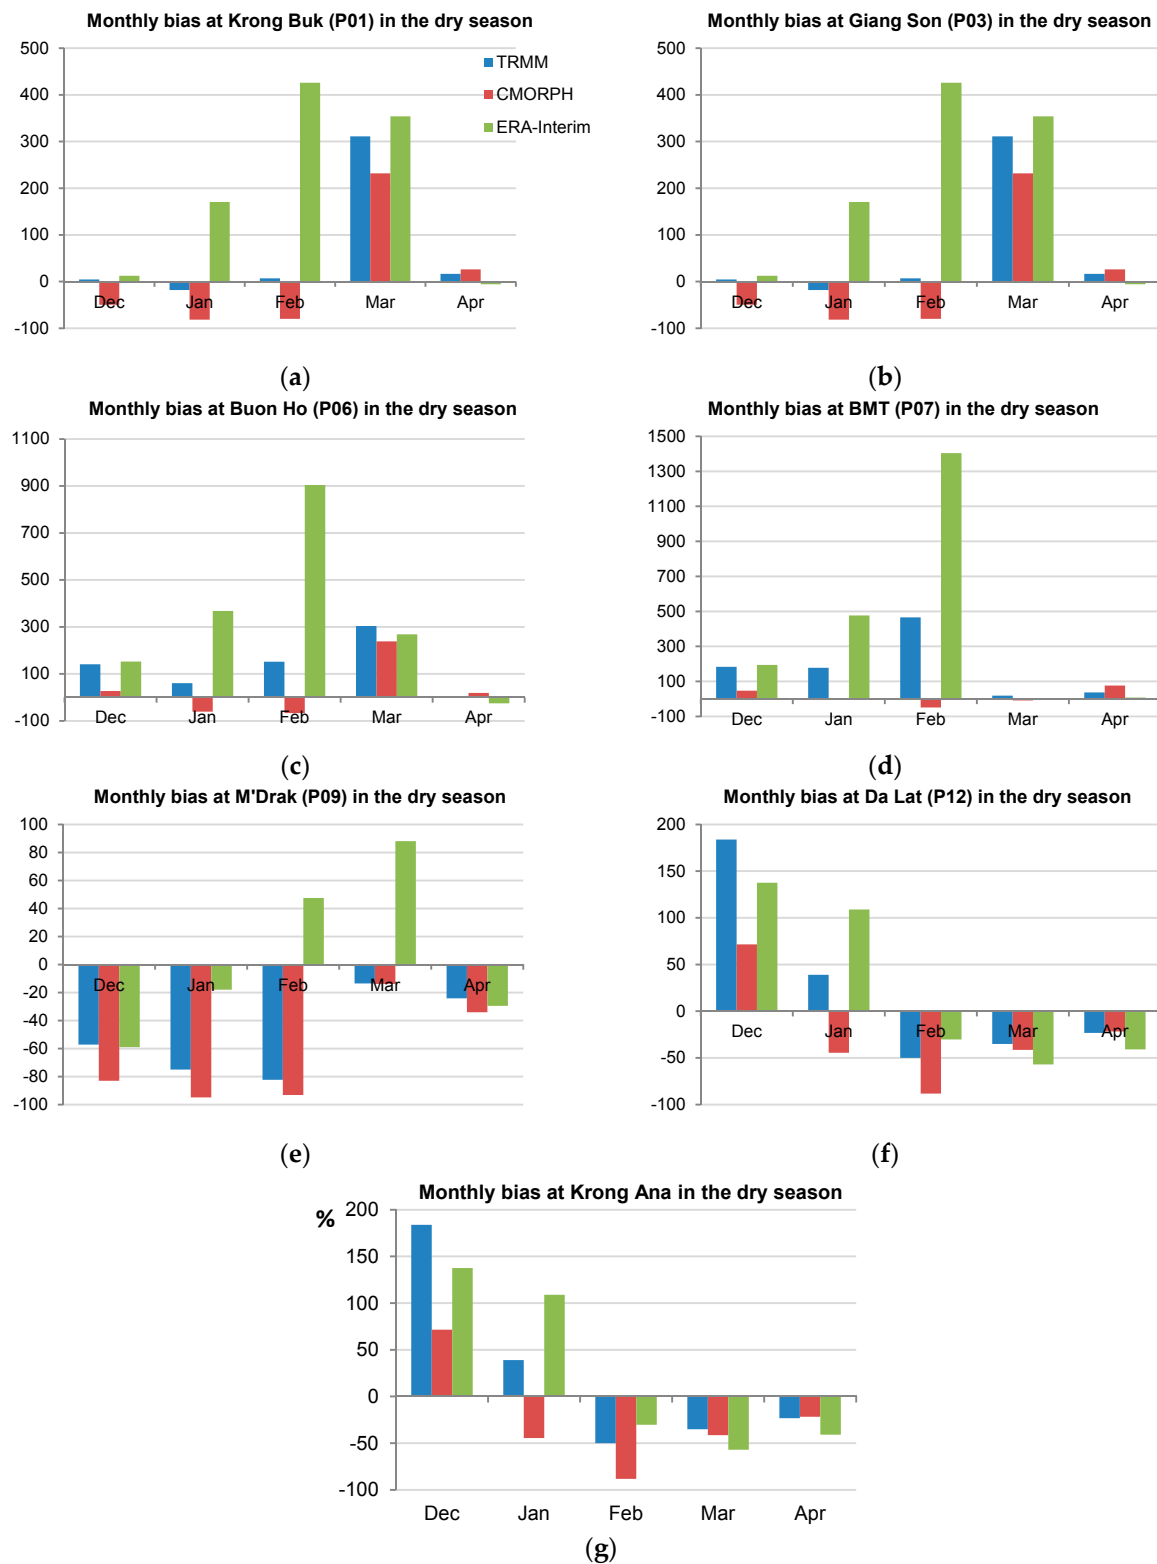 Monthly bias at Krong Buk (P01) in the dry season
500
400
300
200
100
0
-100
TRMM
CMORPH
ERA-Interim
Dec Jan Feb Mar Apr
(a)
Monthly bias at Giang Son (P03) in the dry season
500
400
300
200
100
0
-100
Dec Jan Feb Mar Apr
(b)
Monthly bias at Buon Ho (P06) in the dry season
1100
900
700
500
300
100
-100
Dec Jan Feb Mar Apr
(c)
Monthly bias at BMT (P07) in the dry season
1500
1300
1100
900
700
500
300
100
-100
Dec Jan Feb Mar Apr
(d)
Monthly bias at M'Drak (P09) in the dry season
100
80
60
40
20
0
-20
-40
-60
-80
-100
Dec Jan Feb Mar Apr
(e)
Monthly bias at Da Lat (P12) in the dry season
200
150
100
50
0
-50
-100
Dec Jan Feb Mar Apr
(f)
Monthly bias at Krong Ana in the dry season
%
200
150
100
50
0
-50
-100
Dec Jan Feb Mar Apr
(g)